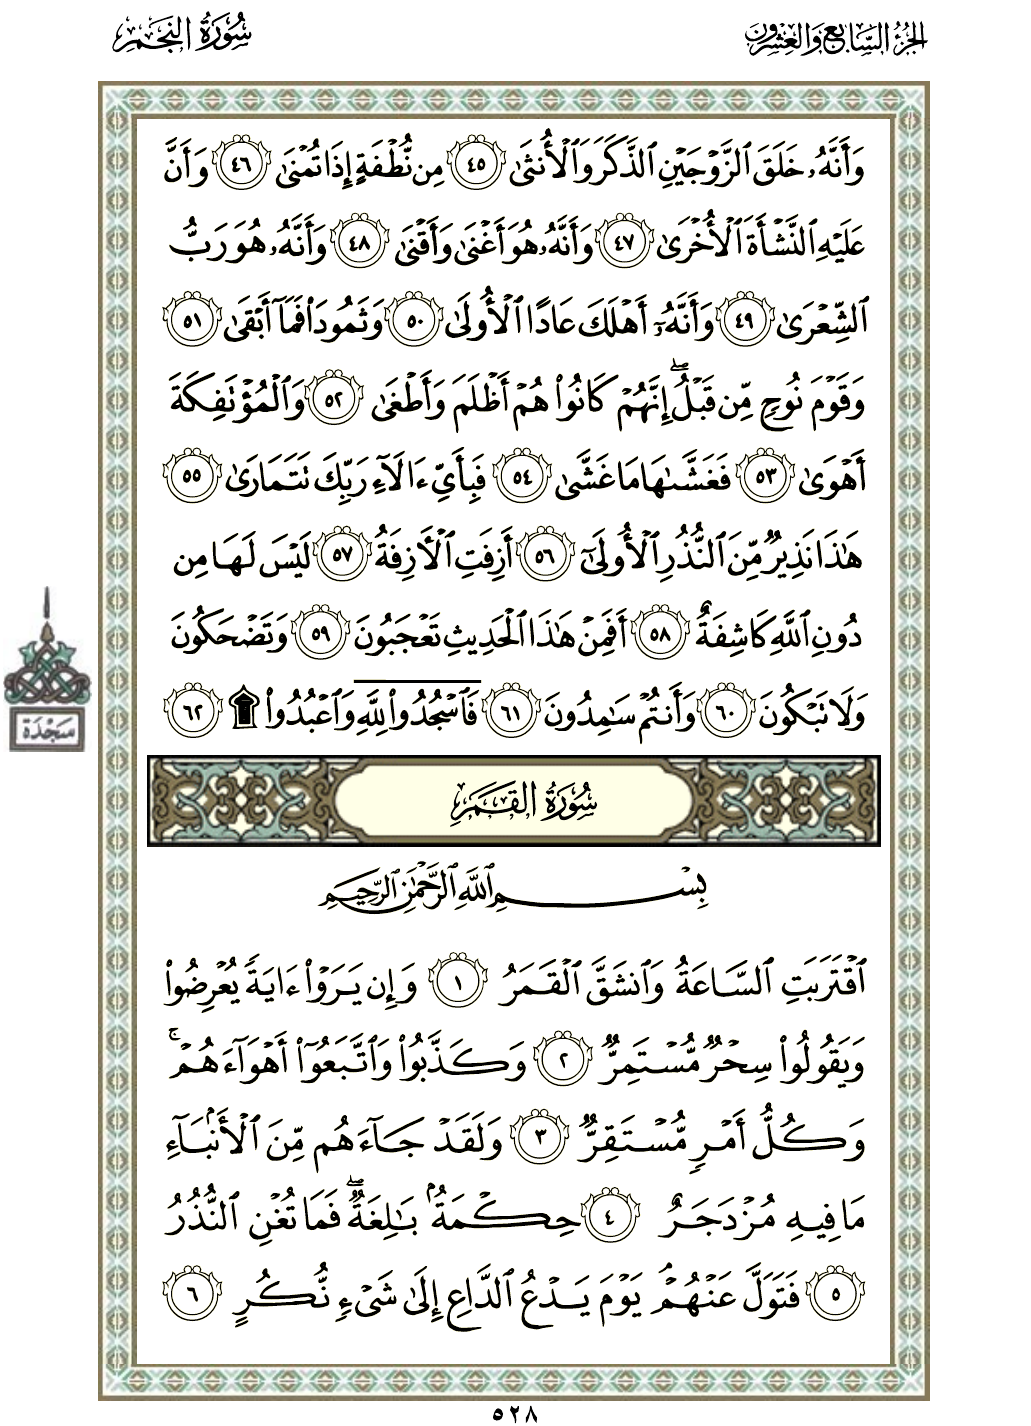 الجزء السابع والعشرون
سورة النجم
وَأَنَّهُۥ خَلَقَ ٱلزَّوْجَيْنِ ٱلذَّكَرَ وَٱلْأُنثَىٰ ٤٥ مِن نُّطْفَةٍ إِذَا تُمْنَىٰ ٤٦ وَأَنَّ
عَلَيْهِ ٱلنَّشْأَةَ ٱلْأُخْرَىٰ ٤٧ وَأَنَّهُۥ هُوَ أَغْنَىٰ وَأَقْنَىٰ ٤٨ وَأَنَّهُۥ هُوَ رَبُّ
ٱلشِّعْرَىٰ ٤٩ وَأَنَّهُۥٓ أَهْلَكَ عَادًا ٱلْأُولَىٰ ٥٠ وَثَمُودَا۟ فَمَآ أَبْقَىٰ ٥١
وَقَوْمَ نُوحٍ مِّن قَبْلُ ۖ إِنَّهُمْ كَانُوا۟ هُمْ أَظْلَمَ وَأَطْغَىٰ ٥٢ وَٱلْمُؤْتَفِكَةَ
أَهْوَىٰ ٥٣ فَغَشَّىٰهَا مَا غَشَّىٰ ٥٤ فَبِأَىِّ ءَالَآءِ رَبِّكَ تَتَمَارَىٰ ٥٥
هَٰذَا نَذِيرٌ مِّنَ ٱلنُّذُرِ ٱلْأُولَىٰٓ ٥٦ أَزِفَتِ ٱلْءَازِفَةُ ٥٧ لَيْسَ لَهَا مِن
دُونِ ٱللَّهِ كَاشِفَةٌ ٥٨ أَفَمِنْ هَٰذَا ٱلْحَدِيثِ تَعْجَبُونَ ٥٩ وَتَضْحَكُونَ
وَلَا تَبْكُونَ ٦٠ وَأَنتُمْ سَٰمِدُونَ ٦١ فَٱسْجُدُوا۟ لِلَّهِ وَٱعْبُدُوا۟ ۩ ٦٢
سجدة
سُورَةُ القَمَرِ
بِسْمِ ٱللَّهِ ٱلرَّحْمَٰنِ ٱلرَّحِيمِ
ٱقْتَرَبَتِ ٱلسَّاعَةُ وَٱنشَقَّ ٱلْقَمَرُ ١ وَإِن يَرَوْا۟ ءَايَةً يُعْرِضُوا۟
وَيَقُولُوا۟ سِحْرٌ مُّسْتَمِرٌّ ٢ وَكَذَّبُوا۟ وَٱتَّبَعُوٓا۟ أَهْوَآءَهُمْ ۚ
وَكُلُّ أَمْرٍ مُّسْتَقِرٌّ ٣ وَلَقَدْ جَآءَهُم مِّنَ ٱلْأَنۢبَآءِ
مَا فِيهِ مُزْدَجَرٌ ٤ حِكْمَةٌۢ بَٰلِغَةٌ ۖ فَمَا تُغْنِ ٱلنُّذُرُ
٥ فَتَوَلَّ عَنْهُمْ ۘ يَوْمَ يَدْعُ ٱلدَّاعِ إِلَىٰ شَىْءٍ نُّكُرٍ ٦
٥٢٨